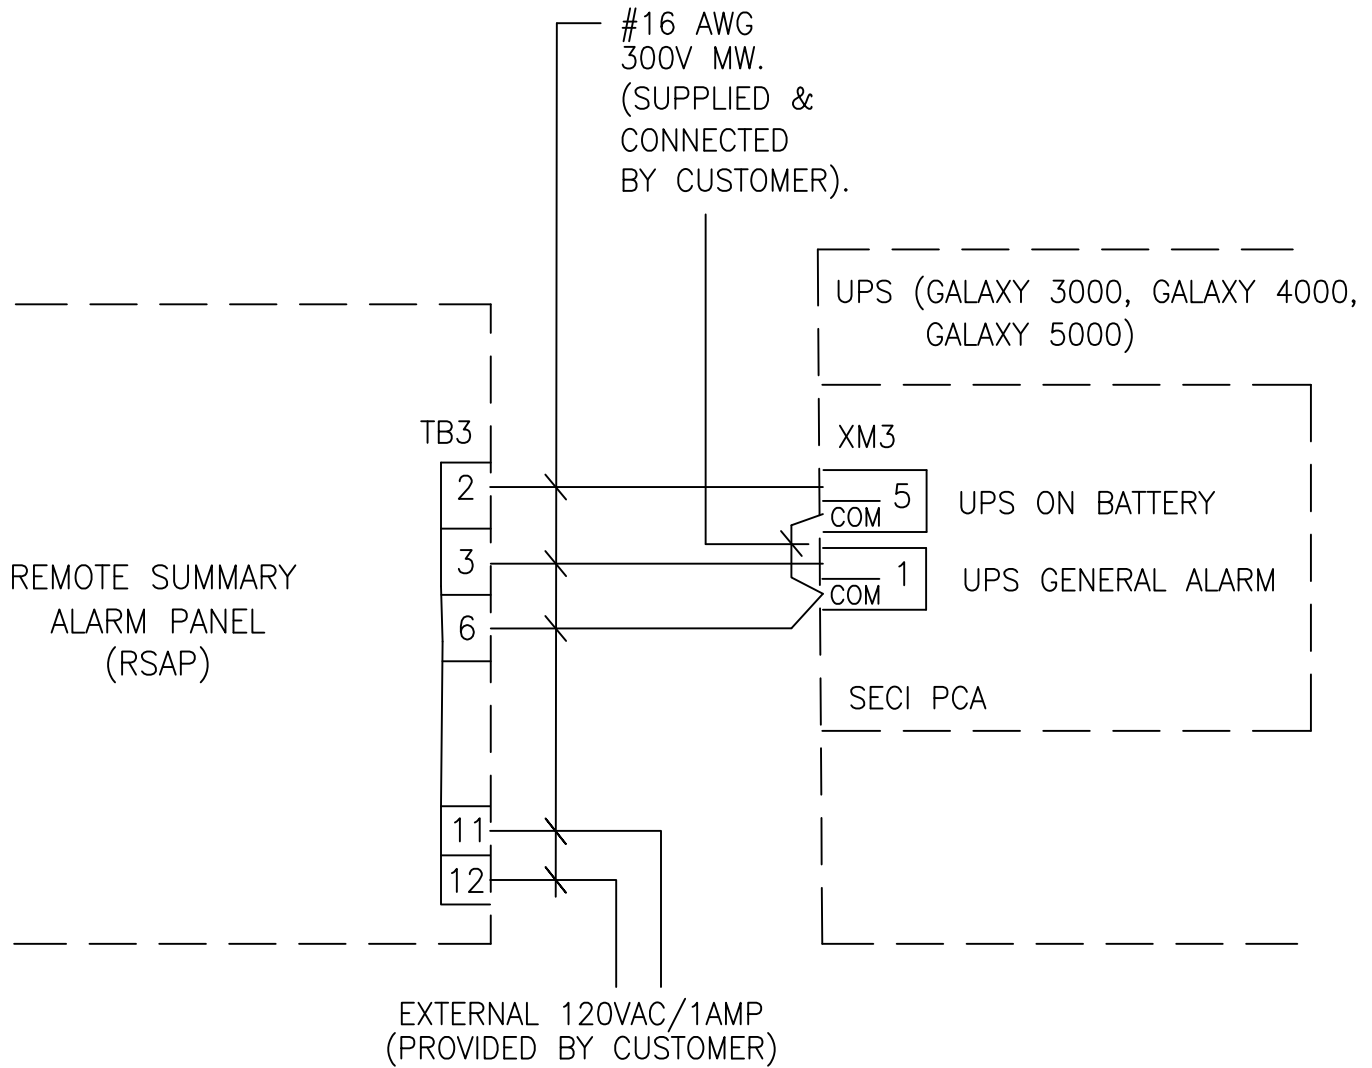 #16 AWG
300V MW.
(SUPPLIED &
CONNECTED
BY CUSTOMER).
UPS (GALAXY 3000, GALAXY 4000,
GALAXY 5000)
TB3
XM3
2
5
UPS ON BATTERY
COM
3
1
UPS GENERAL ALARM
COM
REMOTE SUMMARY
ALARM PANEL
(RSAP)
6
SECI PCA
11
12
EXTERNAL 120VAC/1AMP
(PROVIDED BY CUSTOMER)